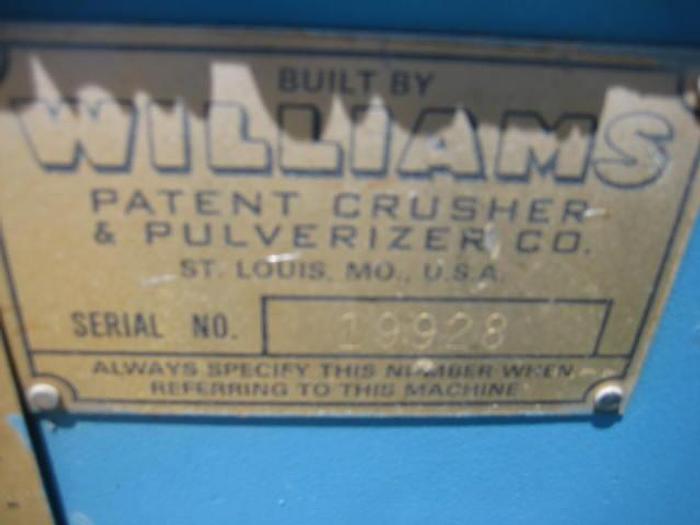 BUILT BY
WILLIAMS
PATENT CRUSHER
& PULVERIZER CO.
ST. LOUIS, MO., U.S.A.
SERIAL NO. 19928
ALWAYS SPECIFY THIS NUMBER WHEN
REFERRING TO THIS MACHINE